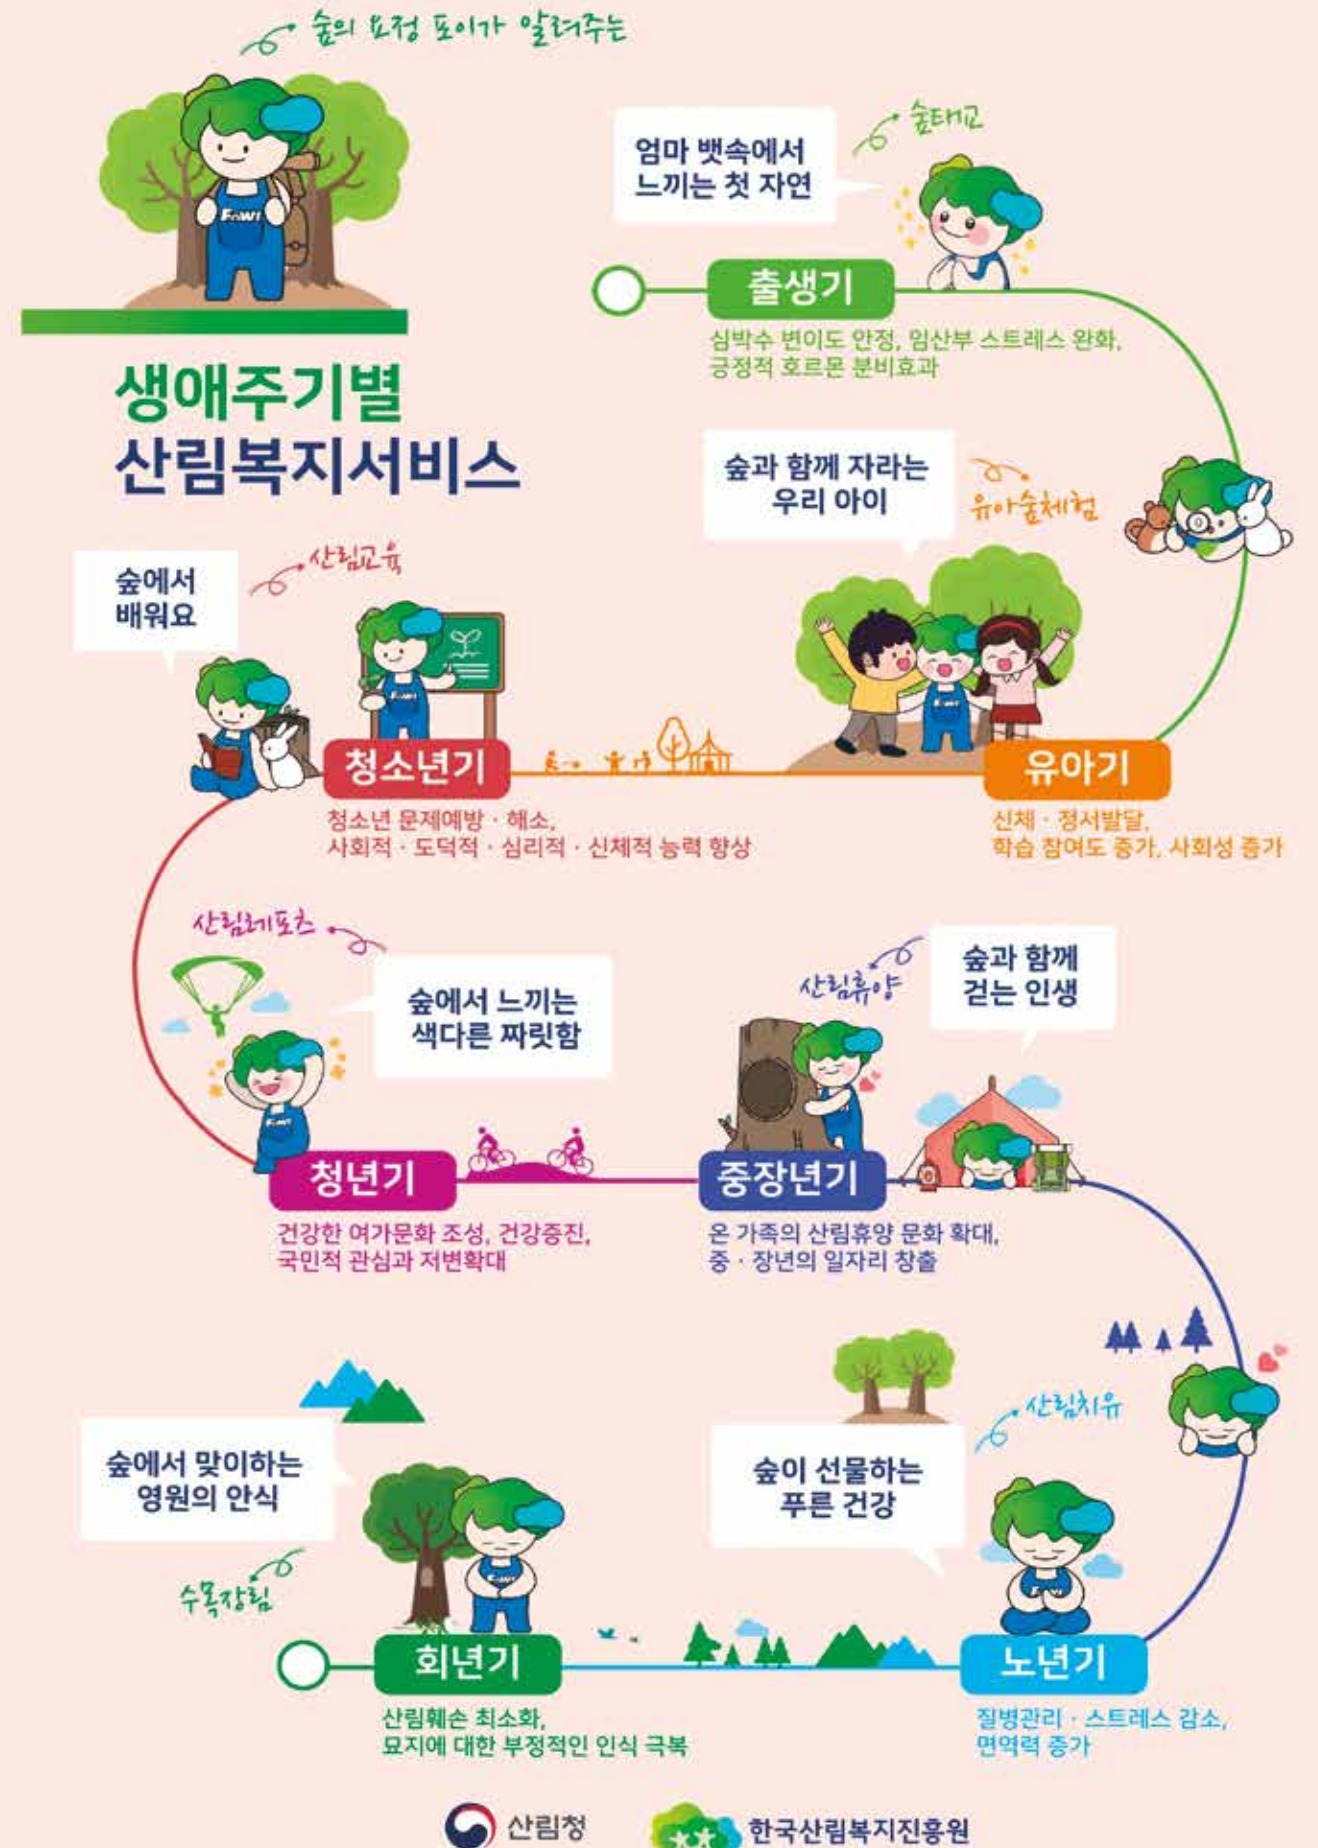 숲의 요정 포이가 알려주는
FoWI
생애주기별
산림복지서비스
숲태교
엄마 뱃속에서
느끼는 첫 자연
출생기
심박수 변이도 안정, 임산부 스트레스 완화,
긍정적 호르몬 분비효과
숲과 함께 자라는
우리 아이
유아숲체험
FoWI
유아기
신체 · 정서발달,
학습 참여도 증가, 사회성 증가
숲에서
배워요
산림교육
FoWI
청소년기
청소년 문제예방 · 해소,
사회적 · 도덕적 · 심리적 · 신체적 능력 향상
산림레포츠
숲에서 느끼는
색다른 짜릿함
FoWI
청년기
건강한 여가문화 조성, 건강증진,
국민적 관심과 저변확대
산림휴양
숲과 함께
걷는 인생
중장년기
온 가족의 산림휴양 문화 확대,
중 · 장년의 일자리 창출
산림치유
숲이 선물하는
푸른 건강
노년기
질병관리 · 스트레스 감소,
면역력 증가
숲에서 맞이하는
영원의 안식
수목장림
FoWI
회년기
산림훼손 최소화,
묘지에 대한 부정적인 인식 극복
산림청
한국산림복지진흥원